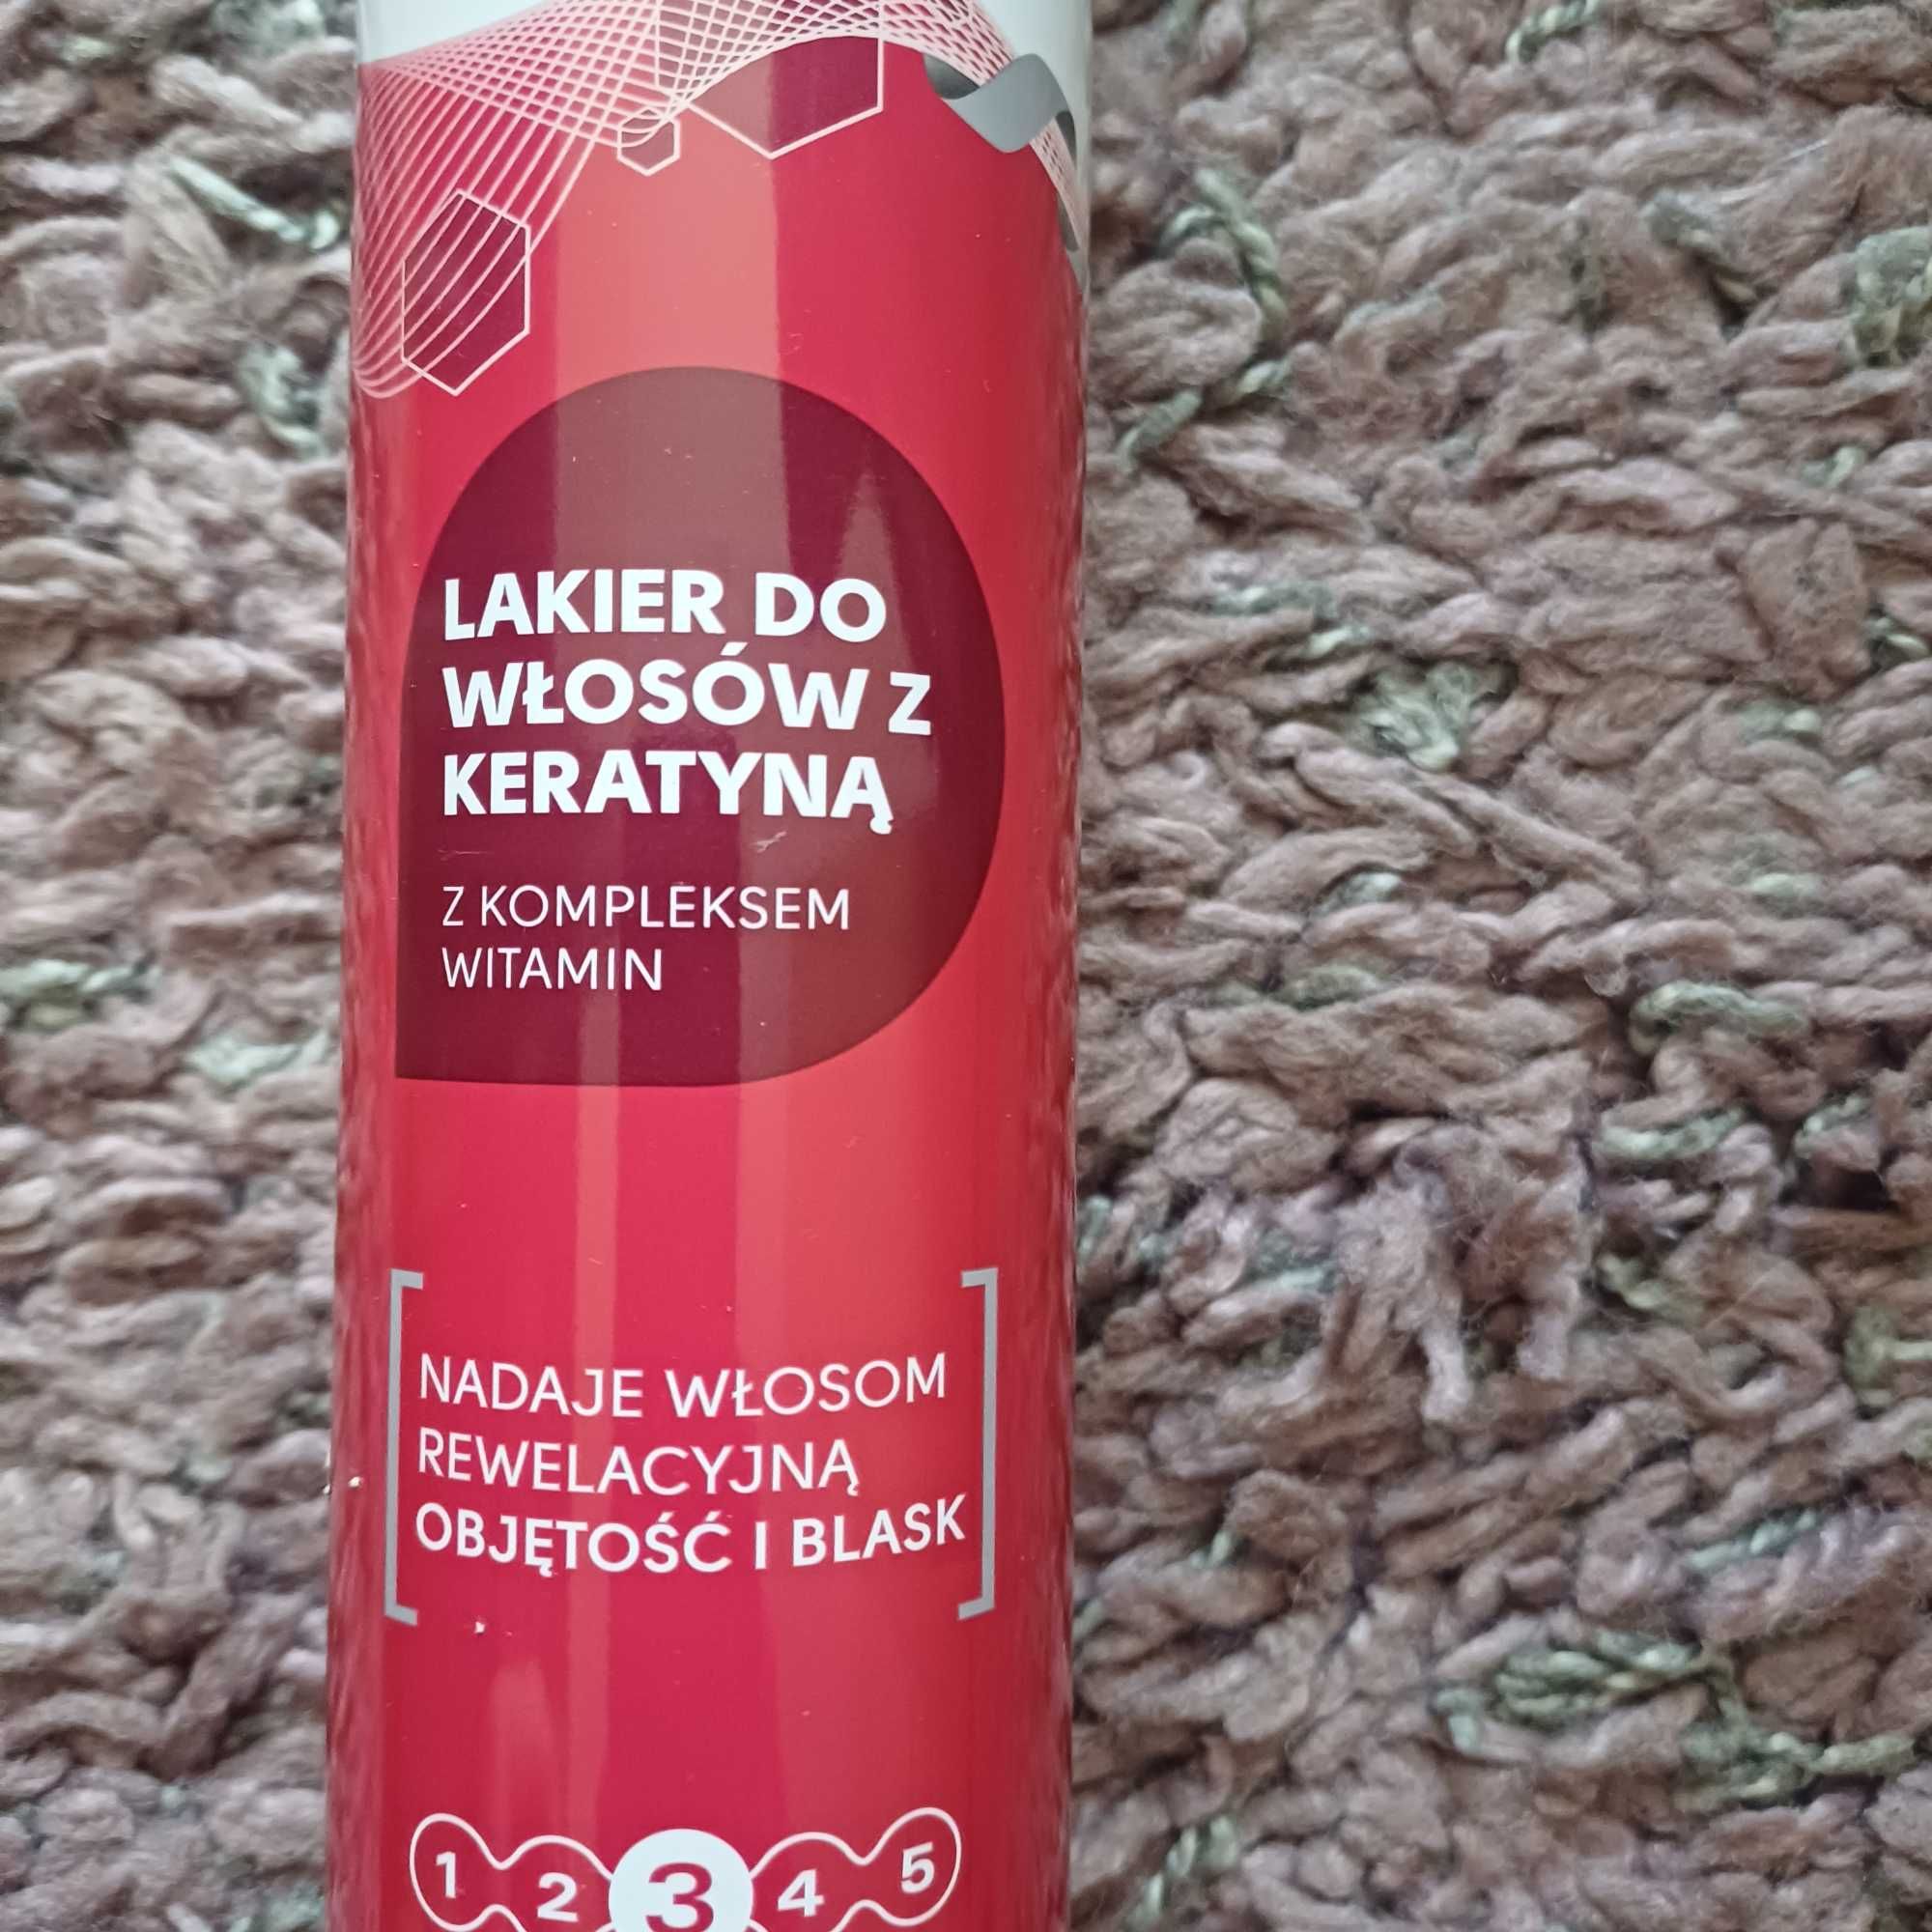 LAKIER DO
WŁOSÓW Z
KERATYNĄ
Z KOMPLEKSEM
WITAMIN
NADAJE WŁOSOM
REWELACYJNĄ
OBJĘTOŚĆ I BLASK
1 2 3 4 5